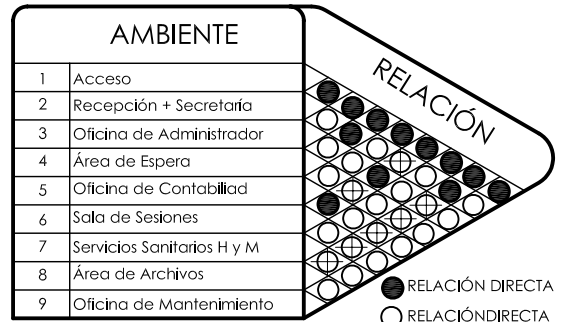 AMBIENTE
RELACIÓN
1 Acceso
2 Recepción + Secretaría
3 Oficina de Administrador
4 Área de Espera
5 Oficina de Contabiliad
6 Sala de Sesiones
7 Servicios Sanitarios H y M
8 Área de Archivos
9 Oficina de Mantenimiento
RELACIÓN DIRECTA
RELACIÓNDIRECTA